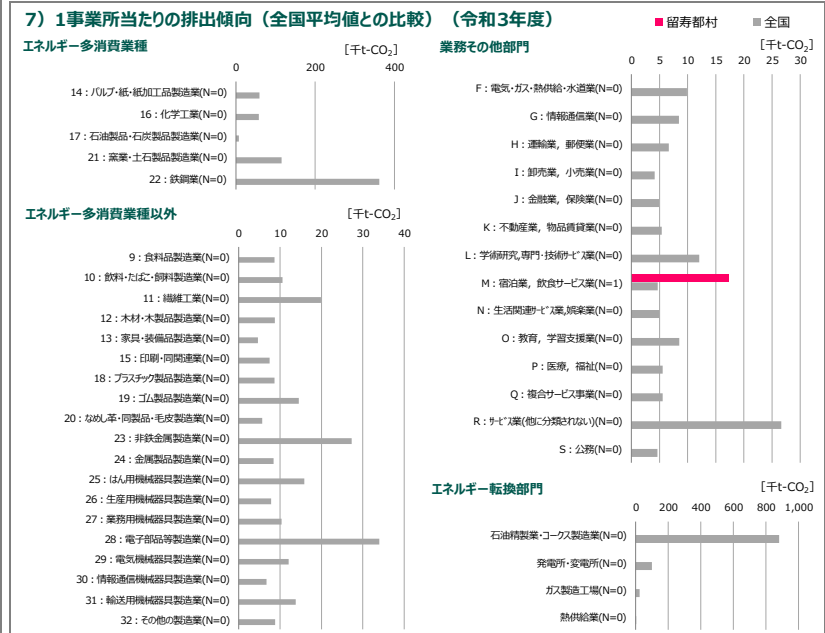 7）1事業所当たりの排出傾向（全国平均値との比較）（令和3年度）
留寿都村
全国
エネルギー多消費業種
[千t-CO₂]
0 200 400
14：パルプ・紙・紙加工品製造業(N=0)
16：化学工業(N=0)
17：石油製品・石炭製品製造業(N=0)
21：窯業・土石製品製造業(N=0)
22：鉄鋼業(N=0)
エネルギー多消費業種以外
[千t-CO₂]
0 10 20 30 40
9：食料品製造業(N=0)
10：飲料・たばこ・飼料製造業(N=0)
11：繊維工業(N=0)
12：木材・木製品製造業(N=0)
13：家具・装備品製造業(N=0)
15：印刷・同関連業(N=0)
18：プラスチック製品製造業(N=0)
19：ゴム製品製造業(N=0)
20：なめし革・同製品・毛皮製造業(N=0)
23：非鉄金属製造業(N=0)
24：金属製品製造業(N=0)
25：はん用機械器具製造業(N=0)
26：生産用機械器具製造業(N=0)
27：業務用機械器具製造業(N=0)
28：電子部品等製造業(N=0)
29：電気機械器具製造業(N=0)
30：情報通信機械器具製造業(N=0)
31：輸送用機械器具製造業(N=0)
32：その他の製造業(N=0)
業務その他部門
[千t-CO₂]
0 5 10 15 20 25 30
F：電気・ガス・熱供給・水道業(N=0)
G：情報通信業(N=0)
H：運輸業，郵便業(N=0)
I：卸売業，小売業(N=0)
J：金融業，保険業(N=0)
K：不動産業，物品賃貸業(N=0)
L：学術研究,専門・技術サービス業(N=0)
M：宿泊業，飲食サービス業(N=1)
N：生活関連サービス業,娯楽業(N=0)
O：教育，学習支援業(N=0)
P：医療，福祉(N=0)
Q：複合サービス事業(N=0)
R：サービス業(他に分類されない)(N=0)
S：公務(N=0)
エネルギー転換部門
[千t-CO₂]
0 200 400 600 800 1,000
石油精製業・コークス製造業(N=0)
発電所・変電所(N=0)
ガス製造工場(N=0)
熱供給業(N=0)